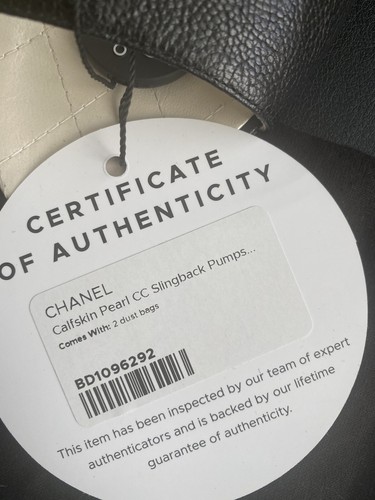 CERTIFICATE
OF AUTHENTICITY
CHANEL
Calfskin Pearl CC Slingback Pumps...
Comes With: 2 dust bags
BD1096292
This item has been inspected by our team of expert
authenticators and is backed by our lifetime
guarantee of authenticity.